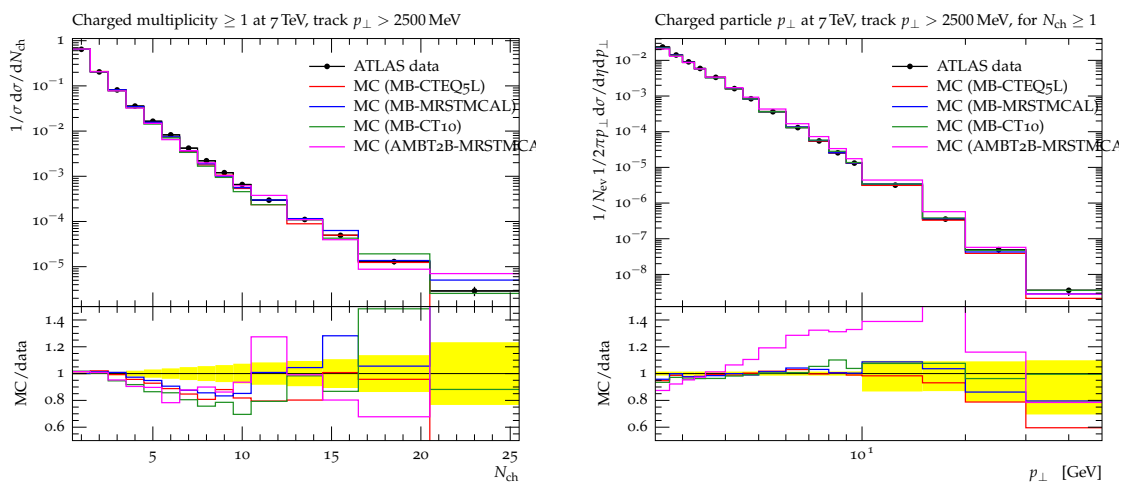 Charged multiplicity ≥ 1 at 7 TeV, track p⊥ > 2500 MeV
1/σ dσ/dNch
1
10−1
10−2
10−3
10−4
10−5
ATLAS data
MC (MB-CTEQ5L)
MC (MB-MRSTMCAL)
MC (MB-CT10)
MC (AMBT2B-MRSTMCA
MC/data
1.4
1.2
1
0.8
0.6
5
10
15
20
25
Nch
Charged particle p⊥ at 7 TeV, track p⊥ > 2500 MeV, for Nch ≥ 1
1/Nev 1/2πp⊥ dσ/dηdp⊥
10−1
10−2
10−3
10−4
10−5
10−6
10−7
10−8
ATLAS data
MC (MB-CTEQ5L)
MC (MB-MRSTMCAL)
MC (MB-CT10)
MC (AMBT2B-MRSTMCA
MC/data
1.4
1.2
1
0.8
0.6
10 1
p⊥ [GeV]